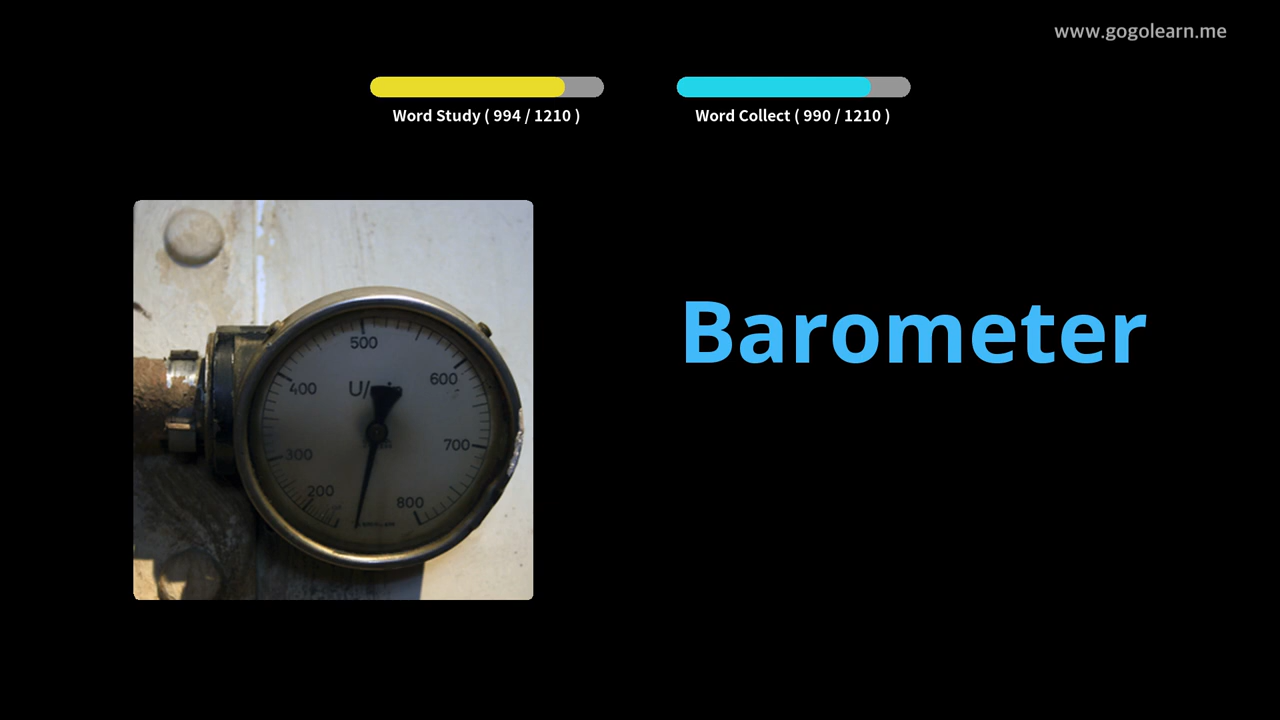 www.gogolearn.me
Word Study ( 994 / 1210 )
Word Collect ( 990 / 1210 )
Barometer
500
400
600
U/
300
700
200
800